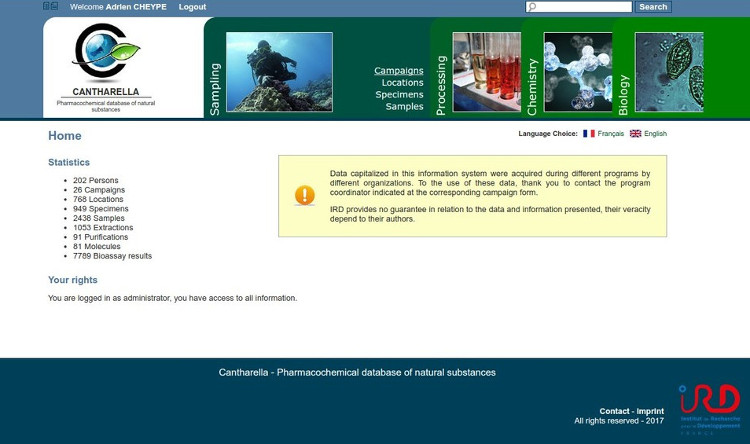 Welcome Adrien CHEYPE Logout
Search
CANTHARELLA
Pharmacochemical database of natural
substances
Sampling
Campaigns
Locations
Specimens
Samples
Processing
Chemistry
Biology
Home
Language Choice: Français English
Statistics
202 Persons
26 Campaigns
768 Locations
949 Specimens
2438 Samples
1053 Extractions
91 Purifications
81 Molecules
7789 Bioassay results
Data capitalized in this information system were acquired during different programs by
different organizations. To the use of these data, thank you to contact the program
coordinator indicated at the corresponding campaign form.
IRD provides no guarantee in relation to the data and information presented, their veracity
depend to their authors.
Your rights
You are logged in as administrator, you have access to all information.
Cantharella - Pharmacochemical database of natural substances
Contact - Imprint
All rights reserved - 2017
IRD
Institut de Recherche
pour le Développement
FRANCE